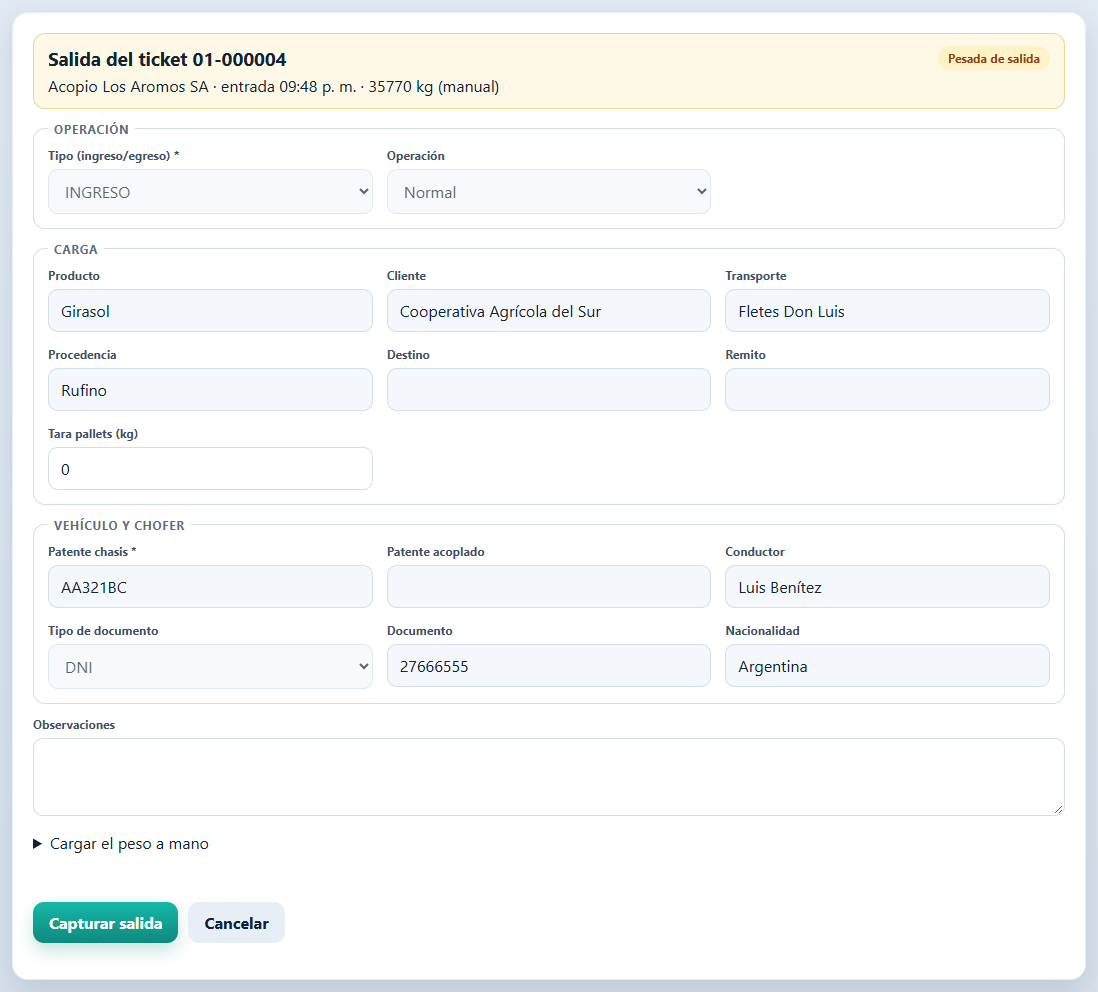 Salida del ticket 01-000004
Pesada de salida
Acopio Los Aromos SA · entrada 09:48 p. m. · 35770 kg (manual)
OPERACIÓN
Tipo (ingreso/egreso) * Operación
INGRESO Normal
CARGA
Producto Cliente Transporte
Girasol Cooperativa Agrícola del Sur Fletes Don Luis
Procedencia Destino Remito
Rufino
Tara pallets (kg)
0
VEHÍCULO Y CHOFER
Patente chasis * Patente acoplado Conductor
AA321BC Luis Benítez
Tipo de documento Documento Nacionalidad
DNI 27666555 Argentina
Observaciones
Cargar el peso a mano
Capturar salida Cancelar